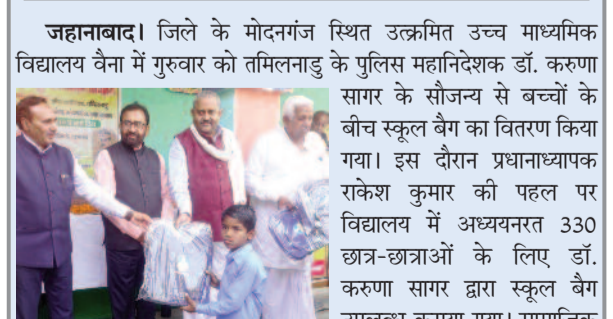 जहानाबाद। जिले के मोदनगंज स्थित उत्क्रमित उच्च माध्यमिक
विद्यालय वैना में गुरुवार को तमिलनाडु के पुलिस महानिदेशक डॉ. करुणा
सागर के सौजन्य से बच्चों के
बीच स्कूल बैग का वितरण किया
गया। इस दौरान प्रधानाध्यापक
राकेश कुमार की पहल पर
विद्यालय में अध्ययनरत 330
छात्र-छात्राओं के लिए डॉ.
करुणा सागर द्वारा स्कूल बैग